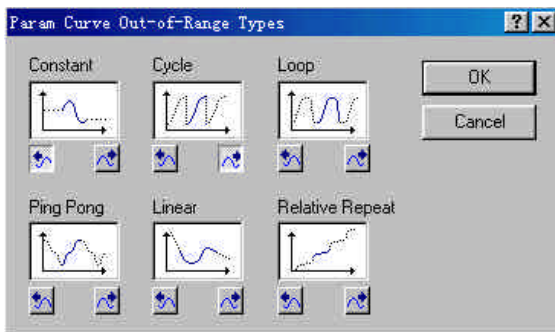 Param Curve Out-of-Range Types
Constant
Cycle
Loop
OK
Cancel
Ping Pong
Linear
Relative Repeat